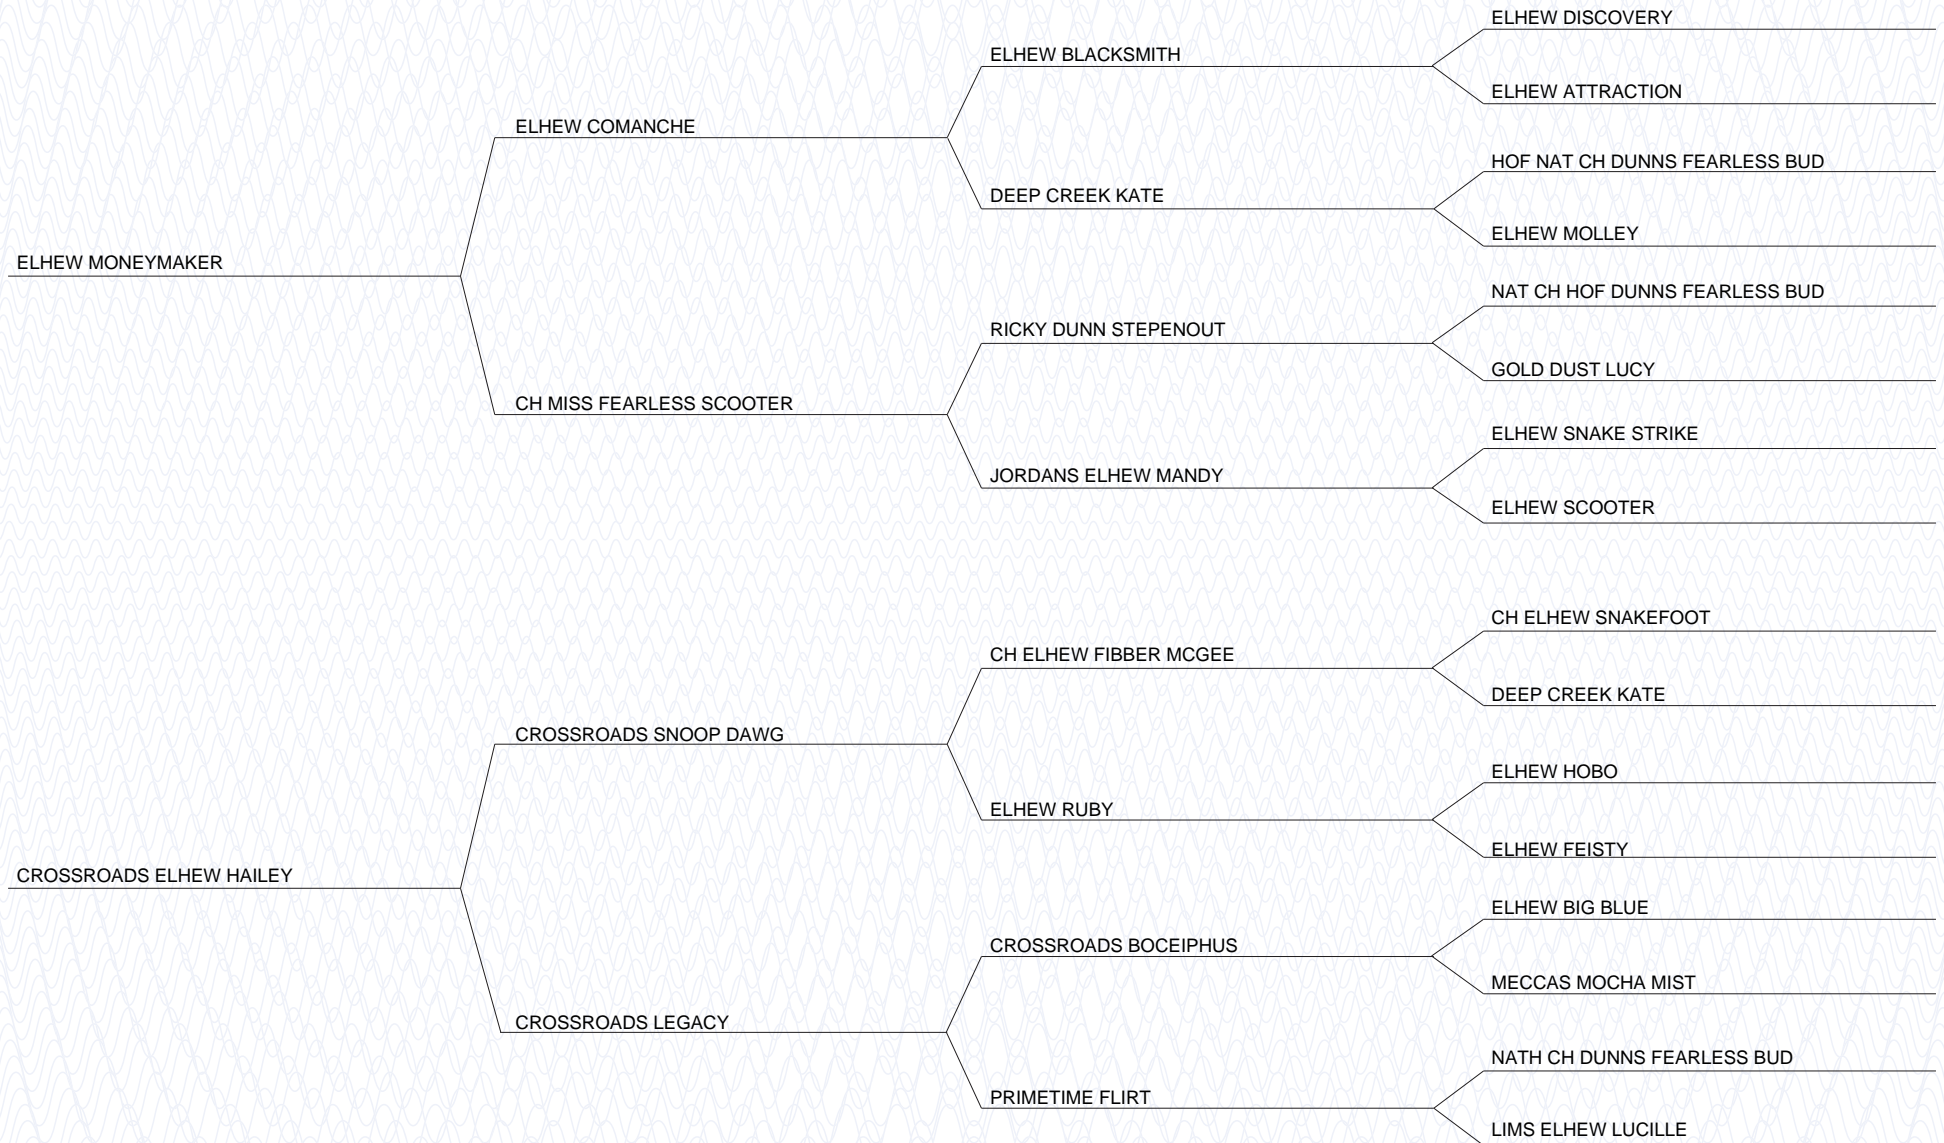 ELHEW DISCOVERY
ELHEW BLACKSMITH
ELHEW ATTRACTION
ELHEW COMANCHE
HOF NAT CH DUNNS FEARLESS BUD
DEEP CREEK KATE
ELHEW MOLLEY
ELHEW MONEYMAKER
NAT CH HOF DUNNS FEARLESS BUD
RICKY DUNN STEPENOUT
GOLD DUST LUCY
CH MISS FEARLESS SCOOTER
ELHEW SNAKE STRIKE
JORDANS ELHEW MANDY
ELHEW SCOOTER
CH ELHEW SNAKEFOOT
CH ELHEW FIBBER MCGEE
DEEP CREEK KATE
CROSSROADS SNOOP DAWG
ELHEW HOBO
ELHEW RUBY
ELHEW FEISTY
CROSSROADS ELHEW HAILEY
ELHEW BIG BLUE
CROSSROADS BOCEIPHUS
MECCAS MOCHA MIST
CROSSROADS LEGACY
NATH CH DUNNS FEARLESS BUD
PRIMETIME FLIRT
LIMS ELHEW LUCILLE